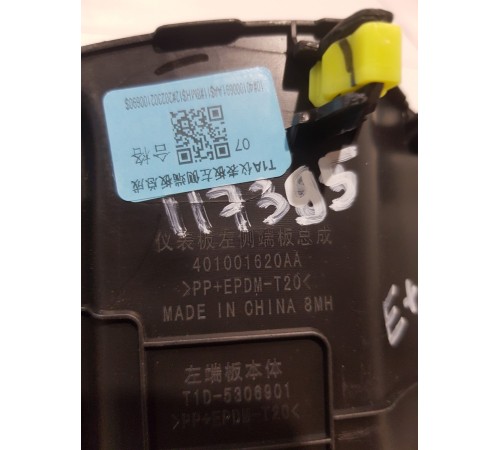 T1A仪表板左侧端板总成
合格
07
117395
仪表板左侧端板总成
401001620AA
>PP+EPDM-T20<
MADE IN CHINA 8MH
EX
左端板本体
T1D-5306901
>PP+EPDM-T20<